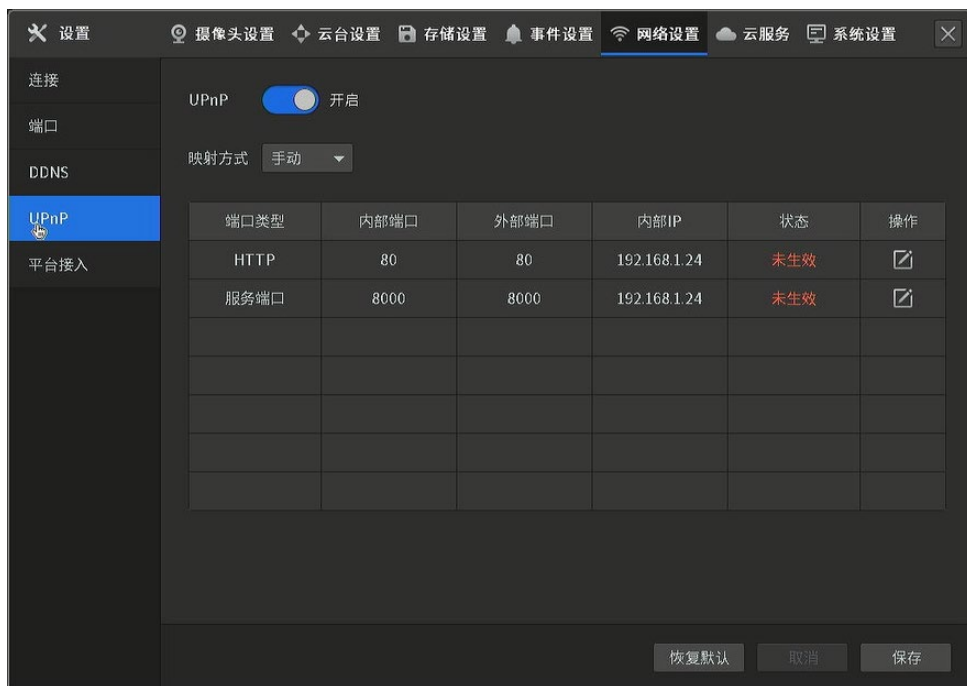 设置 摄像头设置 云台设置 存储设置 事件设置 网络设置 云服务 系统设置
连接
端口
DDNS
UPnP
平台接入
UPnP 开启
映射方式 手动
端口类型 内部端口 外部端口 内部IP 状态 操作
HTTP 80 80 192.168.1.24 未生效
服务端口 8000 8000 192.168.1.24 未生效
恢复默认 取消 保存